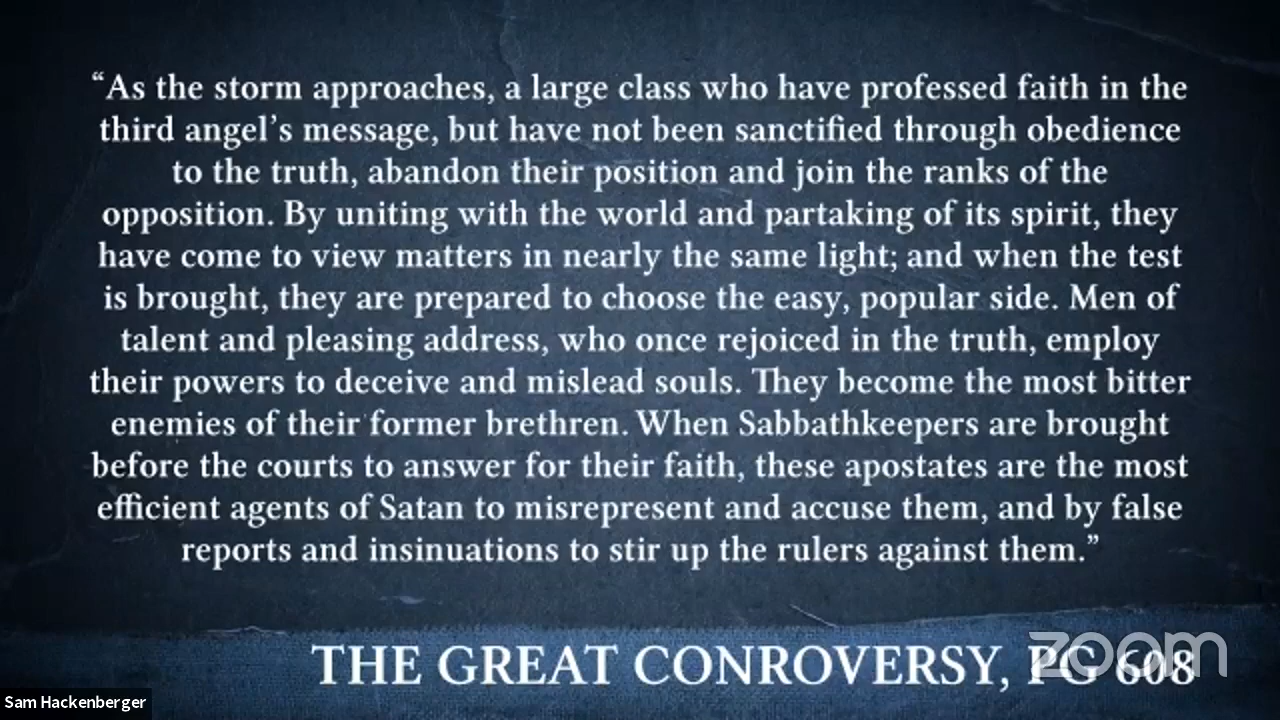 “As the storm approaches, a large class who have professed faith in the
third angel’s message, but have not been sanctified through obedience
to the truth, abandon their position and join the ranks of the
opposition. By uniting with the world and partaking of its spirit, they
have come to view matters in nearly the same light; and when the test
is brought, they are prepared to choose the easy, popular side. Men of
talent and pleasing address, who once rejoiced in the truth, employ
their powers to deceive and mislead souls. They become the most bitter
enemies of their former brethren. When Sabbathkeepers are brought
before the courts to answer for their faith, these apostates are the most
efficient agents of Satan to misrepresent and accuse them, and by false
reports and insinuations to stir up the rulers against them.”
THE GREAT CONROVERSY, PG 608
zoom
Sam Hackenberger